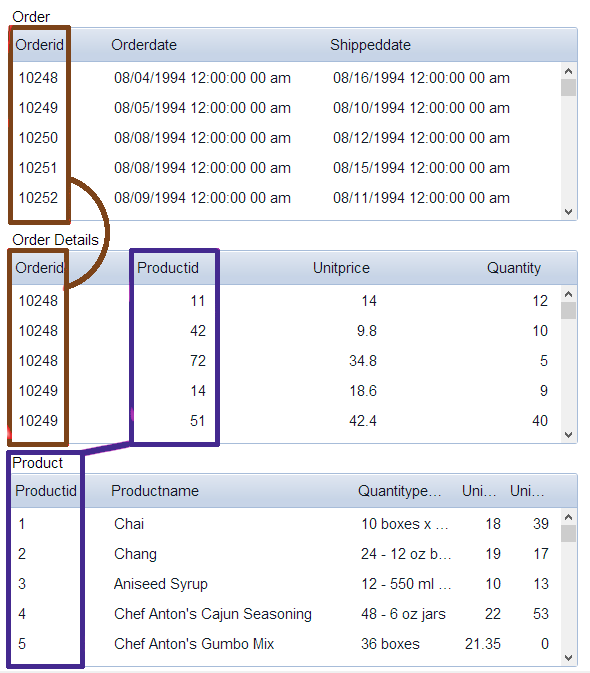 Order
Orderid Orderdate Shippeddate
10248 08/04/1994 12:00:00 00 am 08/16/1994 12:00:00 00 am
10249 08/05/1994 12:00:00 00 am 08/10/1994 12:00:00 00 am
10250 08/08/1994 12:00:00 00 am 08/12/1994 12:00:00 00 am
10251 08/08/1994 12:00:00 00 am 08/15/1994 12:00:00 00 am
10252 08/09/1994 12:00:00 00 am 08/11/1994 12:00:00 00 am
Order Details
Orderid Productid Unitprice Quantity
10248 11 14 12
10248 42 9.8 10
10248 72 34.8 5
10249 14 18.6 9
10249 51 42.4 40
Product
Productid Productname Quantitype... Uni... Uni...
1 Chai 10 boxes x ... 18 39
2 Chang 24 - 12 oz b... 19 17
3 Aniseed Syrup 12 - 550 ml ... 10 13
4 Chef Anton's Cajun Seasoning 48 - 6 oz jars 22 53
5 Chef Anton's Gumbo Mix 36 boxes 21.35 0